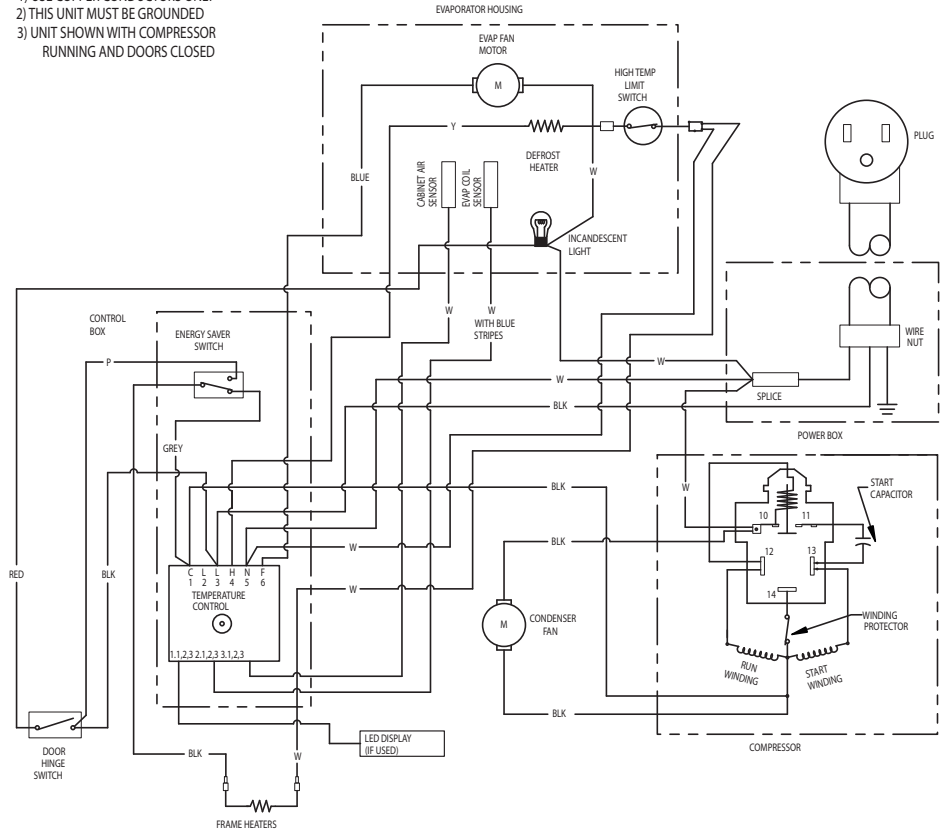 2) THIS UNIT MUST BE GROUNDED
3) UNIT SHOWN WITH COMPRESSOR
RUNNING AND DOORS CLOSED
EVAPORATOR HOUSING
EVAP FAN
MOTOR
M
HIGH TEMP
LIMIT
SWITCH
PLUG
Y
DEFROST
HEATER
BLUE
CABINET AIR
SENSOR
EVAP COIL
SENSOR
W
INCANDESCENT
LIGHT
CONTROL
BOX
ENERGY SAVER
SWITCH
W
W
WITH BLUE
STRIPES
WIRE
NUT
P
W
W
SPLICE
BLK
POWER BOX
GREY
BLK
W
START
CAPACITOR
10
11
BLK
12
13
W
RED
BLK
C L L H N F
1 2 3 4 5 6
TEMPERATURE
CONTROL
W
14
M
CONDENSER
FAN
WINDING
PROTECTOR
1.1,2,3 2.1,2,3 3.1,2,3
RUN
WINDING
START
WINDING
BLK
DOOR
HINGE
SWITCH
LED DISPLAY
(IF USED)
COMPRESSOR
BLK
W
FRAME HEATERS